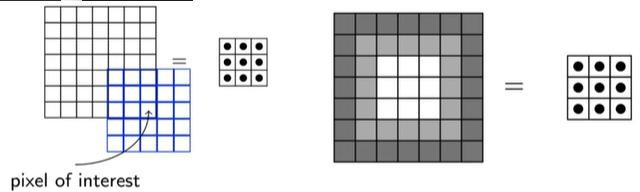 =
=
pixel of interest